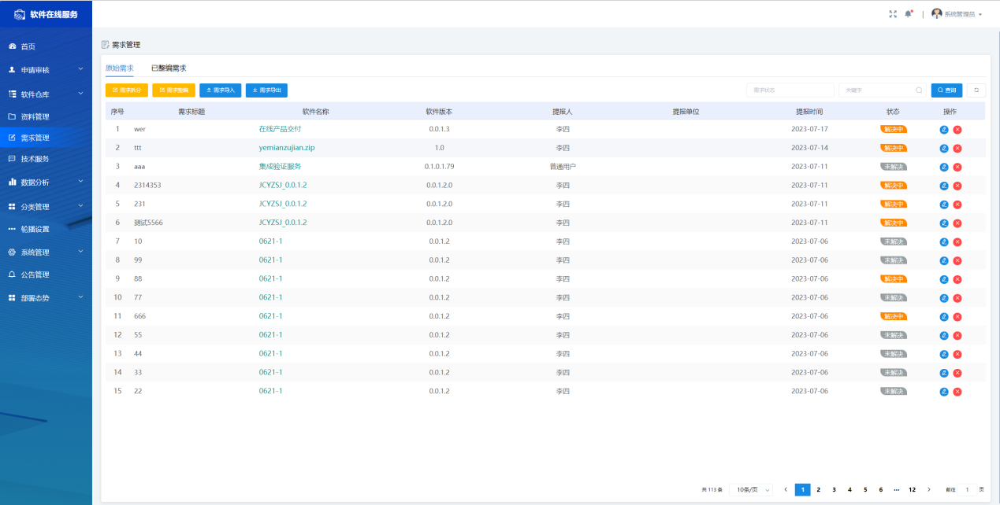 软件在线服务
系统管理员
首页
申请审核
软件仓库
资料管理
需求管理
技术服务
数据分析
分类管理
轮播设置
系统管理
公告管理
部署态势
需求管理
原始需求 已整编需求
需求拆分 需求整编 需求导入 需求导出 需求状态 关键字 查询
序号 需求标题 软件名称 软件版本 提报人 提报单位 提报时间 状态 操作
1 wer 在线产品交付 0.0.1.3 李四 2023-07-17 解决中
2 ttt yemianzujian.zip 1.0 李四 2023-07-14 解决中
3 aaa 集成验证服务 0.1.0.1.79 普通用户 2023-07-11 未解决
4 2314353 JCYZSJ_0.0.1.2 0.0.1.2.0 李四 2023-07-11 解决中
5 231 JCYZSJ_0.0.1.2 0.0.1.2.0 李四 2023-07-11 解决中
6 测试5566 JCYZSJ_0.0.1.2 0.0.1.2.0 李四 2023-07-11 解决中
7 10 0621-1 0.0.1.2 李四 2023-07-06 未解决
8 99 0621-1 0.0.1.2 李四 2023-07-06 未解决
9 88 0621-1 0.0.1.2 李四 2023-07-06 解决中
10 77 0621-1 0.0.1.2 李四 2023-07-06 未解决
11 666 0621-1 0.0.1.2 李四 2023-07-06 解决中
12 55 0621-1 0.0.1.2 李四 2023-07-06 未解决
13 44 0621-1 0.0.1.2 李四 2023-07-06 未解决
14 33 0621-1 0.0.1.2 李四 2023-07-06 未解决
15 22 0621-1 0.0.1.2 李四 2023-07-06 未解决
共 113 条 10条/页 1 2 3 4 5 6 ··· 12 前往 1 页